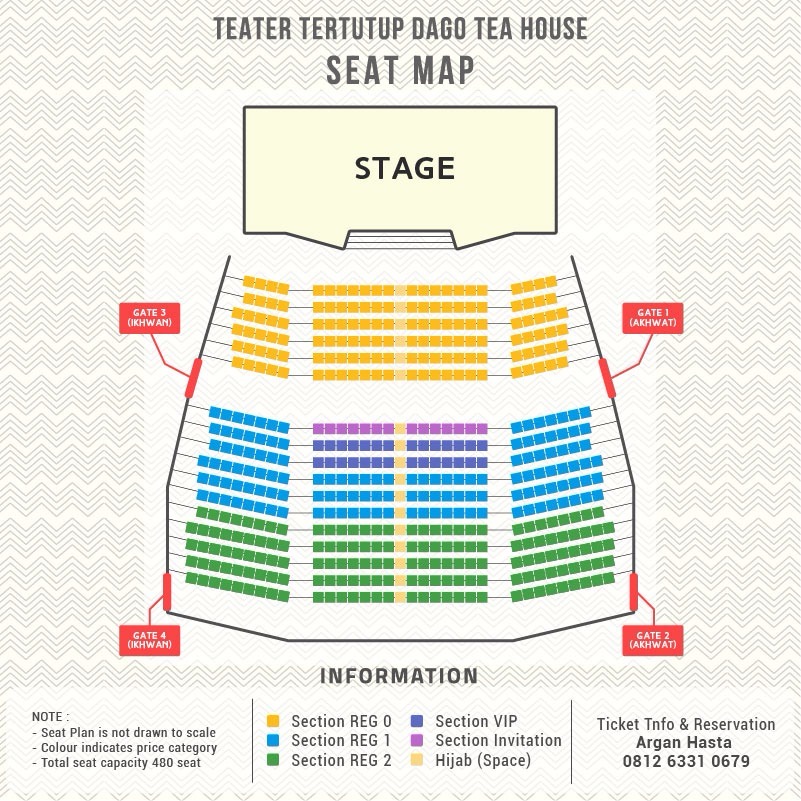 TEATER TERTUTUP DAGO TEA HOUSE
SEAT MAP
STAGE
GATE 3
(IKHWAN)
GATE 1
(AKHWAT)
GATE 4
(IKHWAN)
GATE 2
(AKHWAT)
INFORMATION
NOTE :
- Seat Plan is not drawn to scale
- Colour indicates price category
- Total seat capacity 480 seat
Section REG 0
Section REG 1
Section REG 2
Section VIP
Section Invitation
Hijab (Space)
Ticket Tnfo & Reservation
Argan Hasta
0812 6331 0679